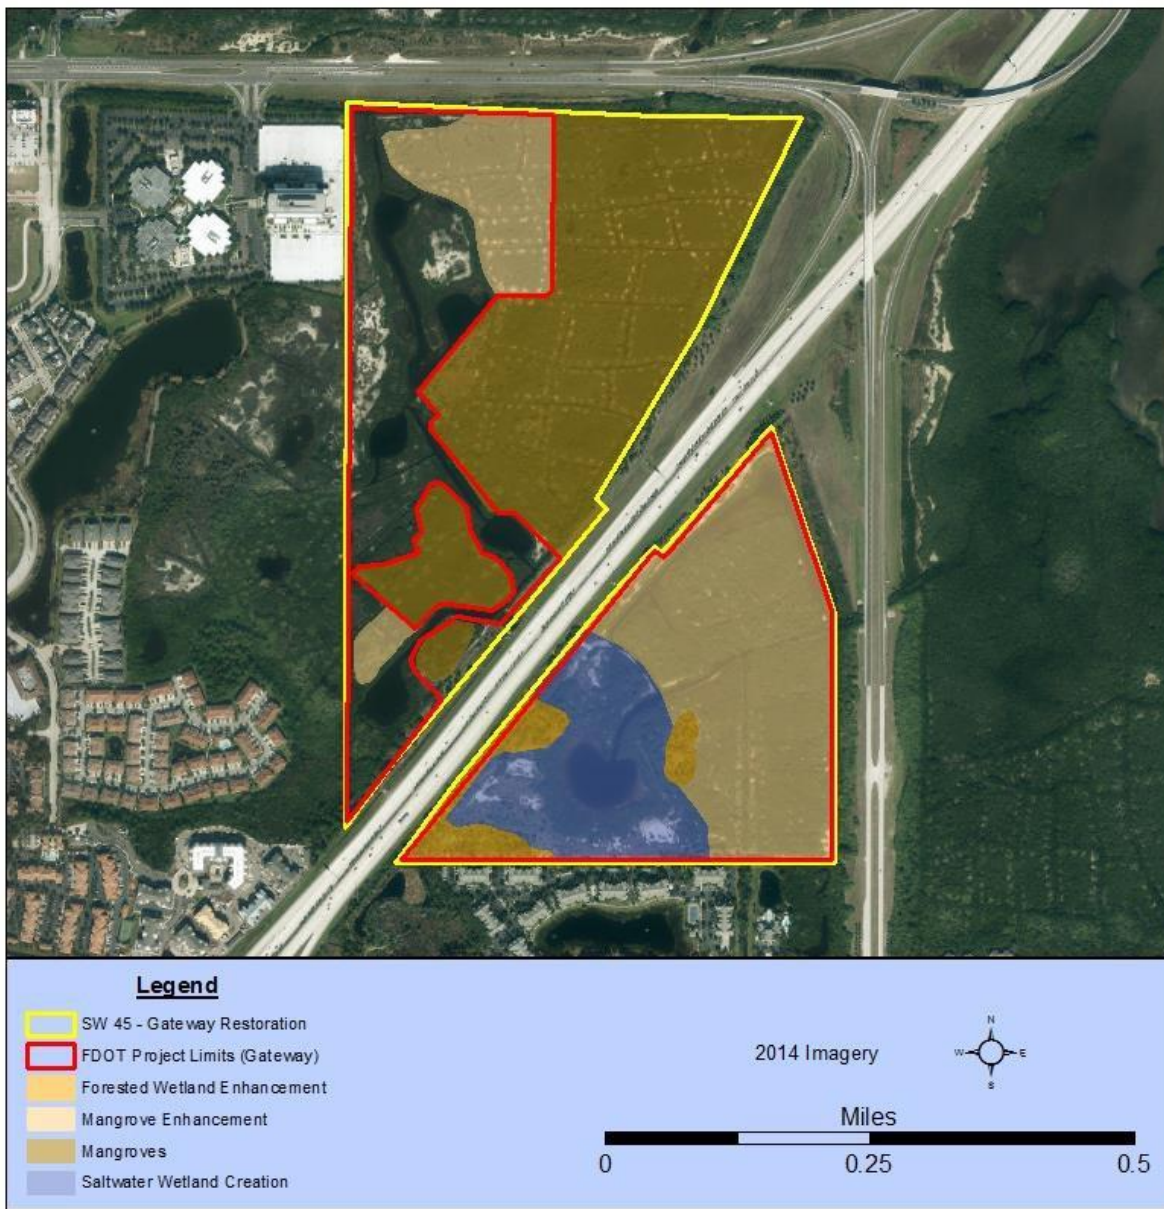 Legend
SW 45 - Gateway Restoration
FDOT Project Limits (Gateway)
Forested Wetland Enhancement
Mangrove Enhancement
Mangroves
Saltwater Wetland Creation
2014 Imagery
N
W E
S
Miles
0 0.25 0.5